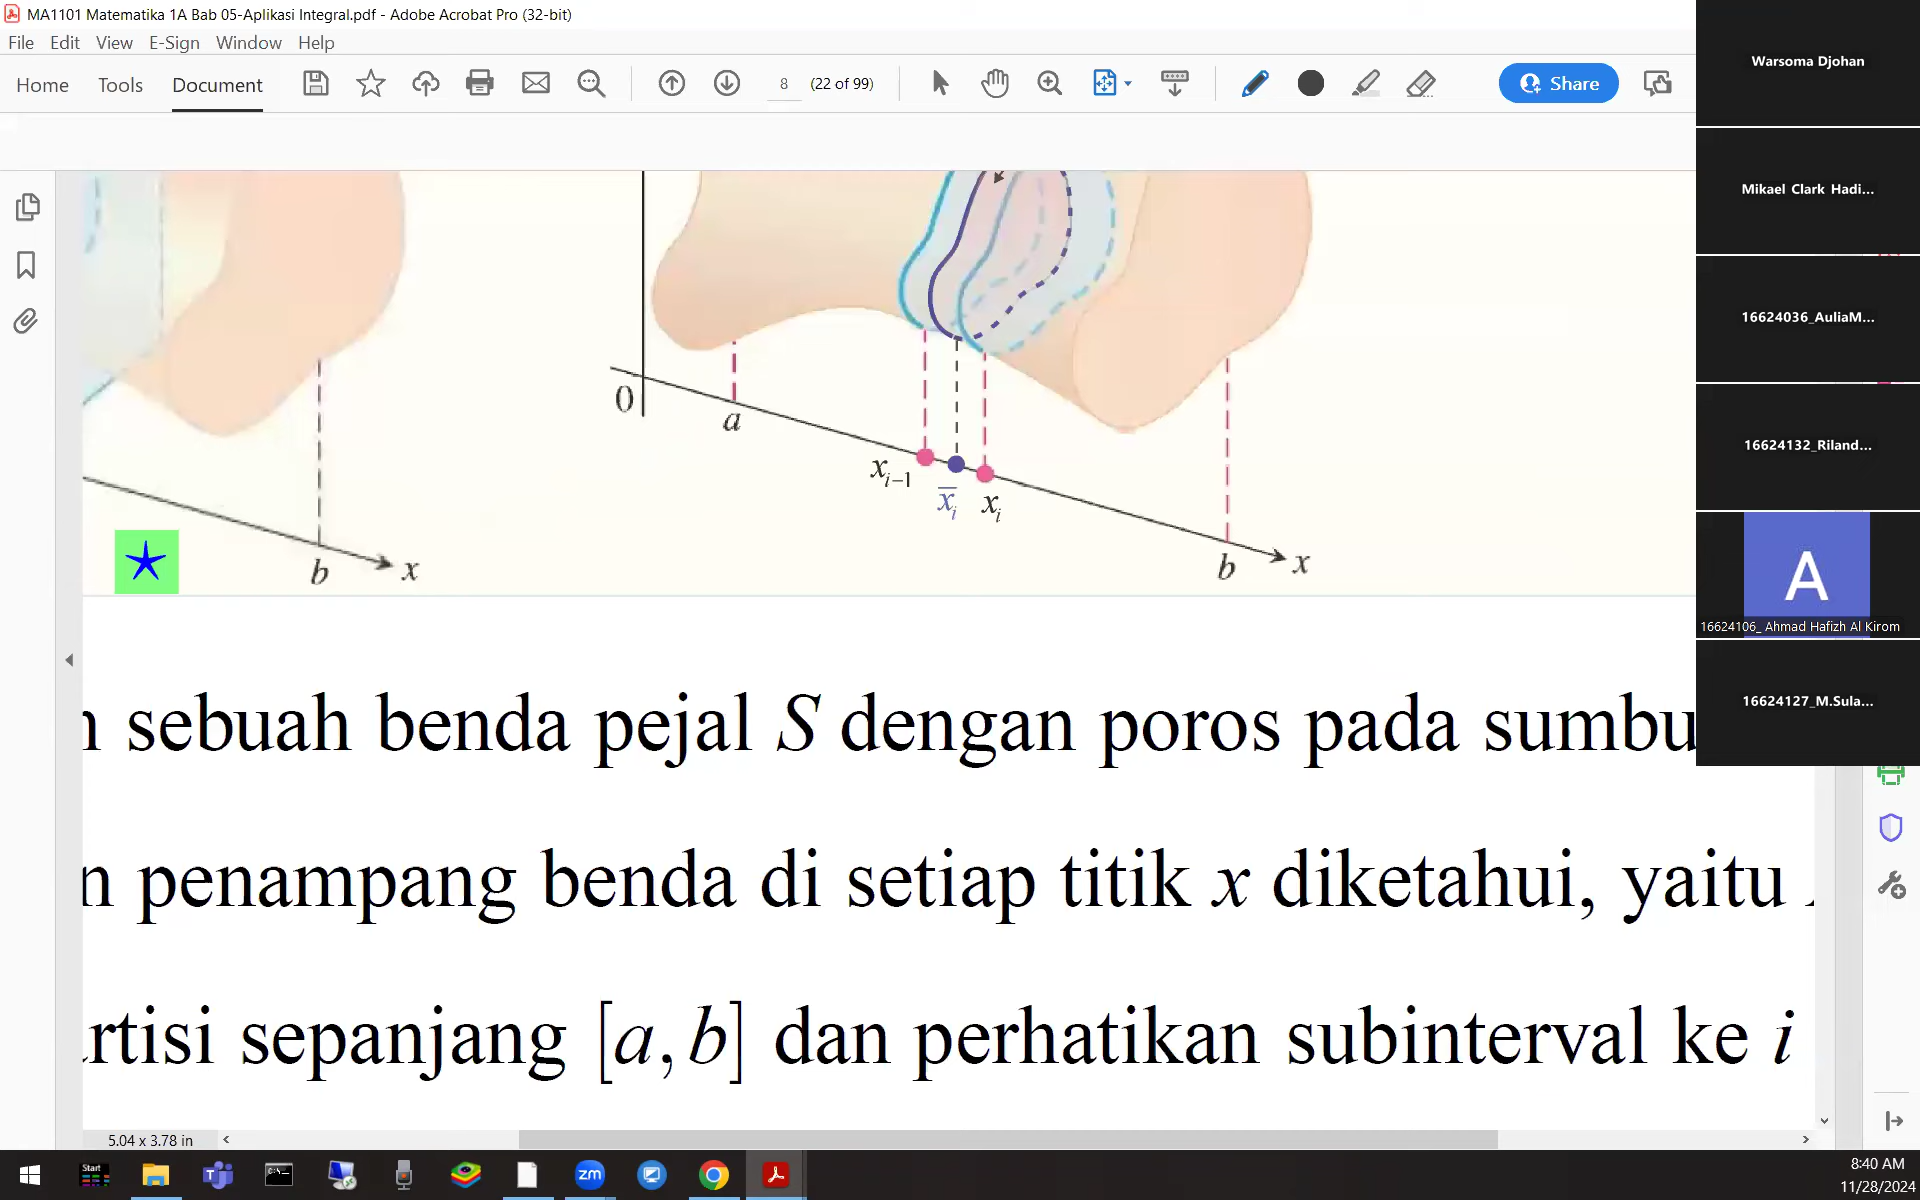 MA1101 Matematika 1A Bab 05-Aplikasi Integral.pdf - Adobe Acrobat Pro (32-bit)
File Edit View E-Sign Window Help
Home Tools Document 8 (22 of 99) Share
Warsoma Djohan
Mikael Clark Hadi...
16624036_AuliaM...
16624132_Riland...
A
16624106_ Ahmad Hafizh Al Kirom
16624127_M.Sula...
b x
0 a x_{i-1} \overline{x}_i x_i b x
sebuah benda pejal S dengan poros pada sumbu
penampang benda di setiap titik x diketahui, yaitu
rtisi sepanjang [a, b] dan perhatikan subinterval ke i
5.04 x 3.78 in
Start
zm
8:40 AM
11/28/2024